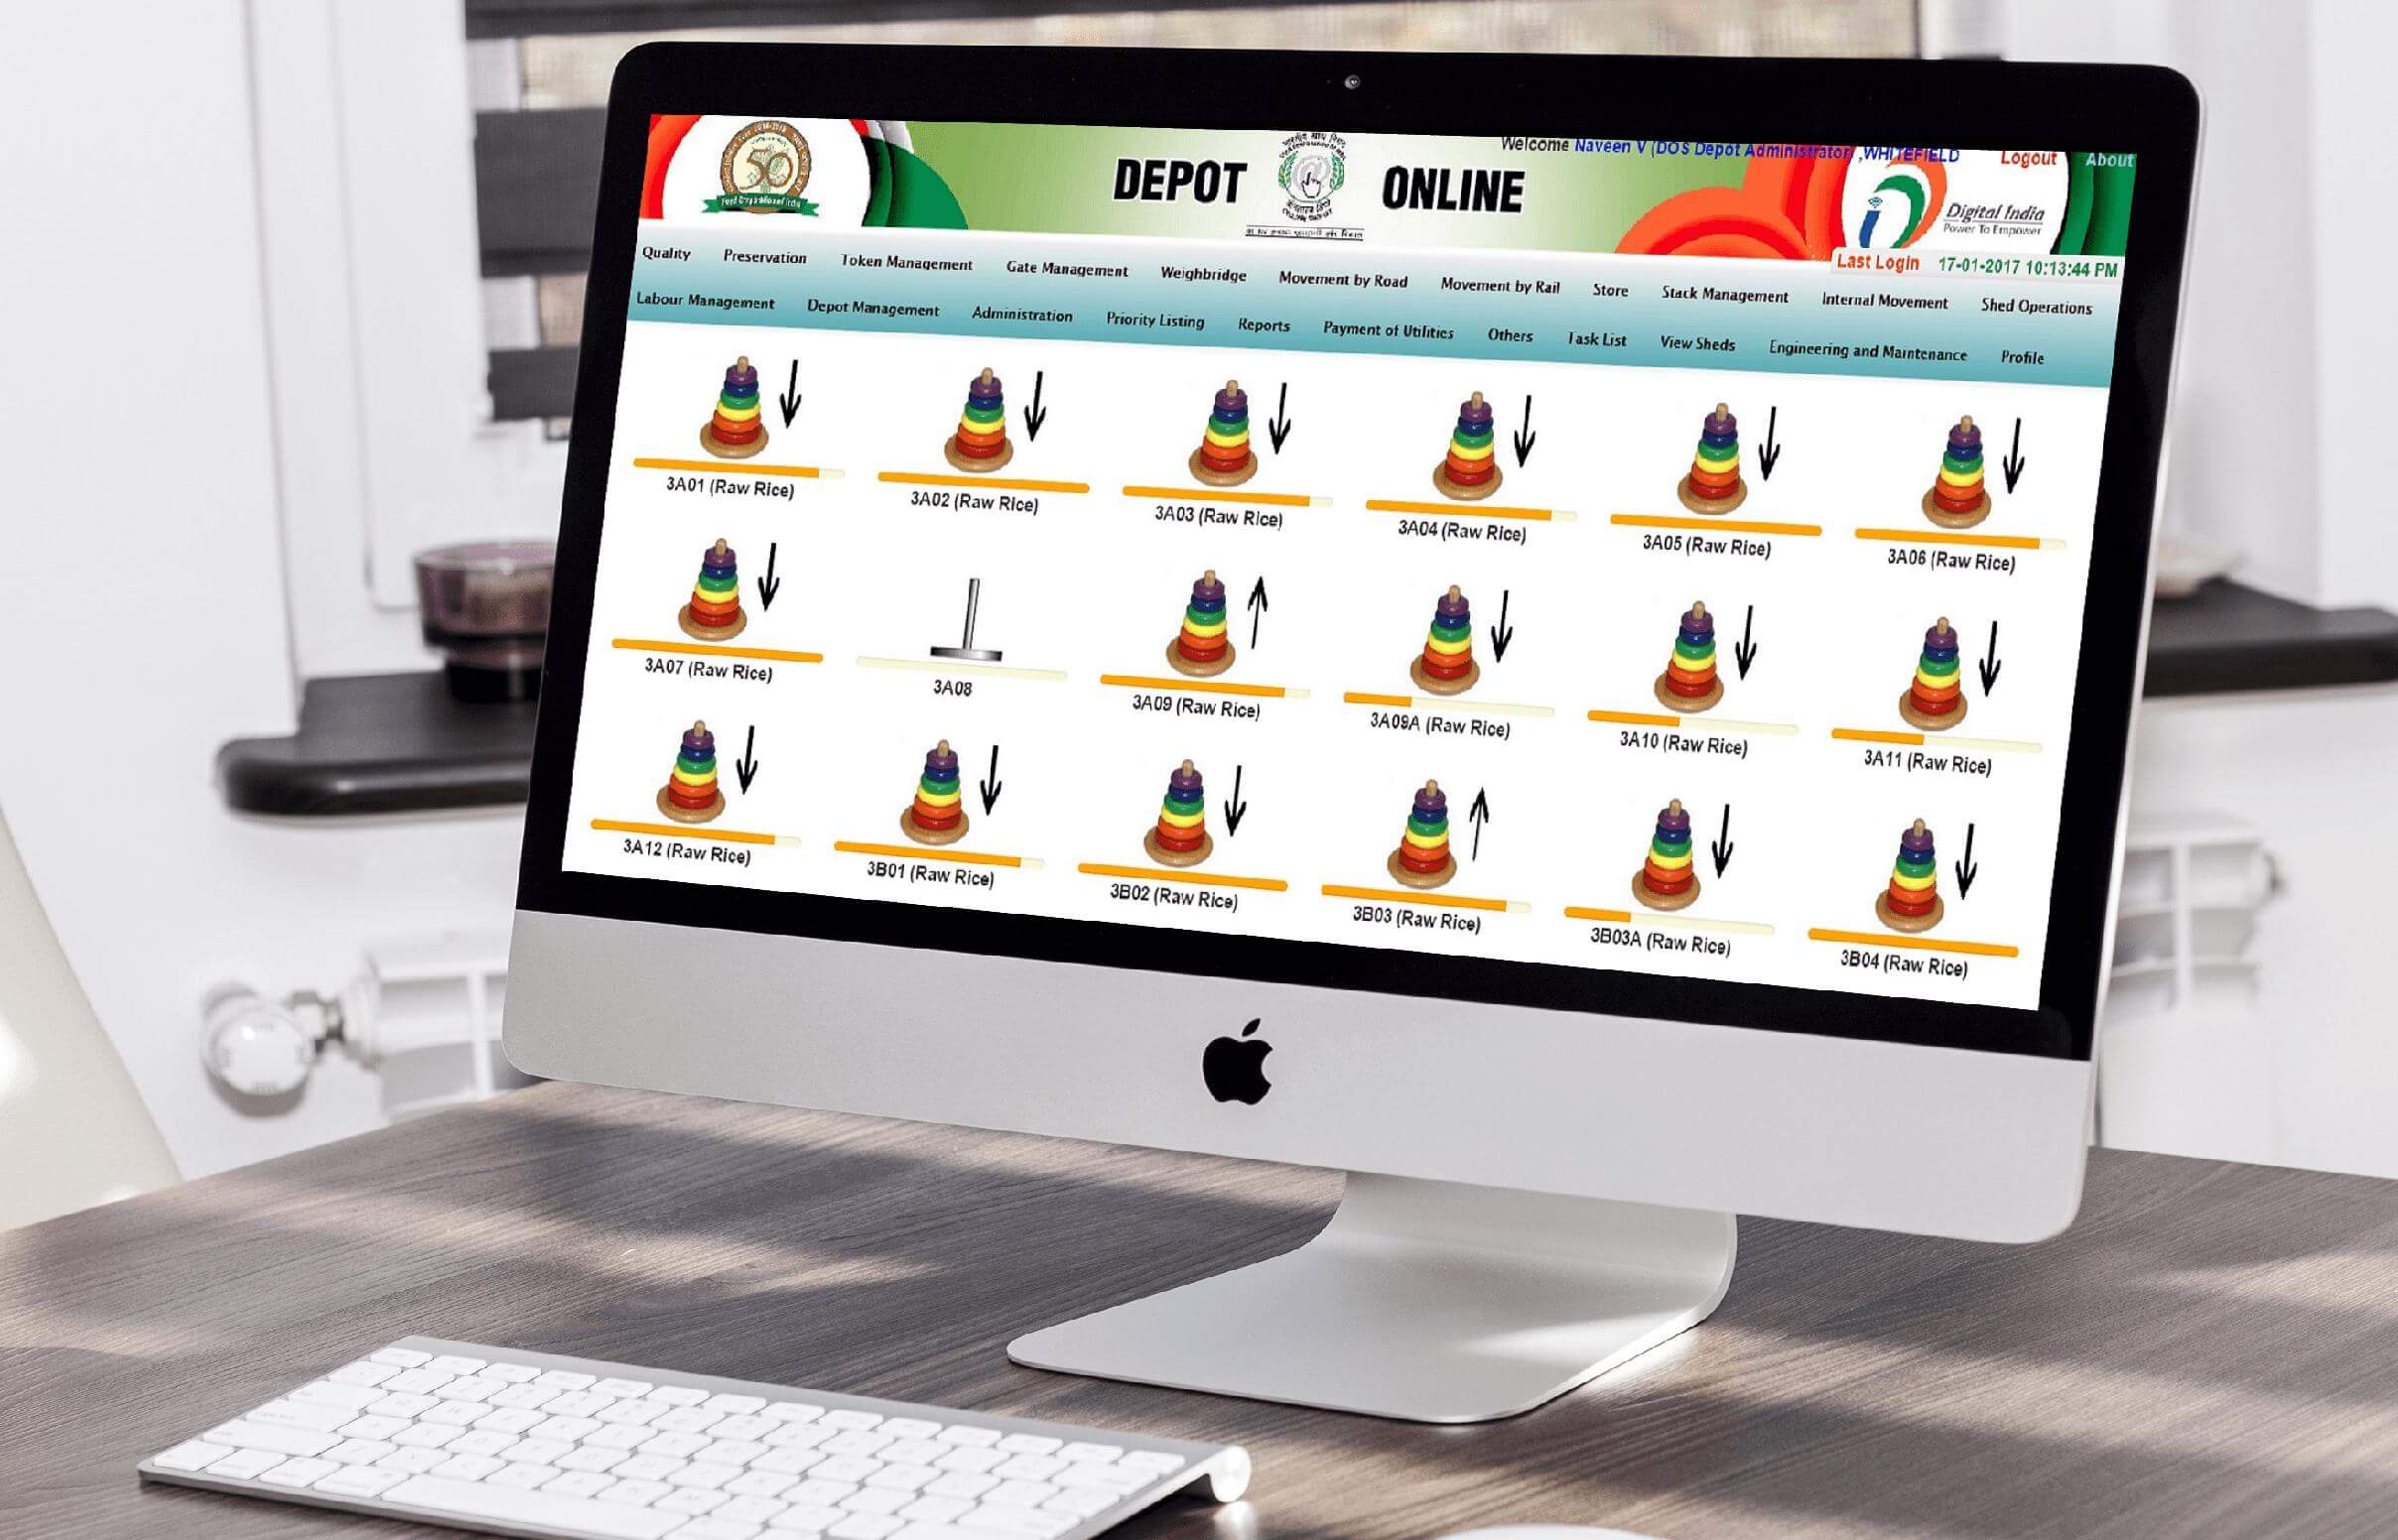 Food Corporation of India
DEPOT ONLINE
Welcome Naveen V (DOS Depot Administrator) ,WHITEFIELD
Logout About
Digital India
Power To Empower
Last Login 17-01-2017 10:13:44 PM
Quality Preservation Token Management Gate Management Weighbridge Movement by Road Movement by Rail Store Stack Management Internal Movement Shed Operations
Labour Management Depot Management Administration Priority Listing Reports Payment of Utilities Others Task List View Sheds Engineering and Maintenance Profile
3A01 (Raw Rice) 3A02 (Raw Rice) 3A03 (Raw Rice) 3A04 (Raw Rice) 3A05 (Raw Rice) 3A06 (Raw Rice)
3A07 (Raw Rice) 3A08 3A09 (Raw Rice) 3A09A (Raw Rice) 3A10 (Raw Rice) 3A11 (Raw Rice)
3A12 (Raw Rice) 3B01 (Raw Rice) 3B02 (Raw Rice) 3B03 (Raw Rice) 3B03A (Raw Rice) 3B04 (Raw Rice)